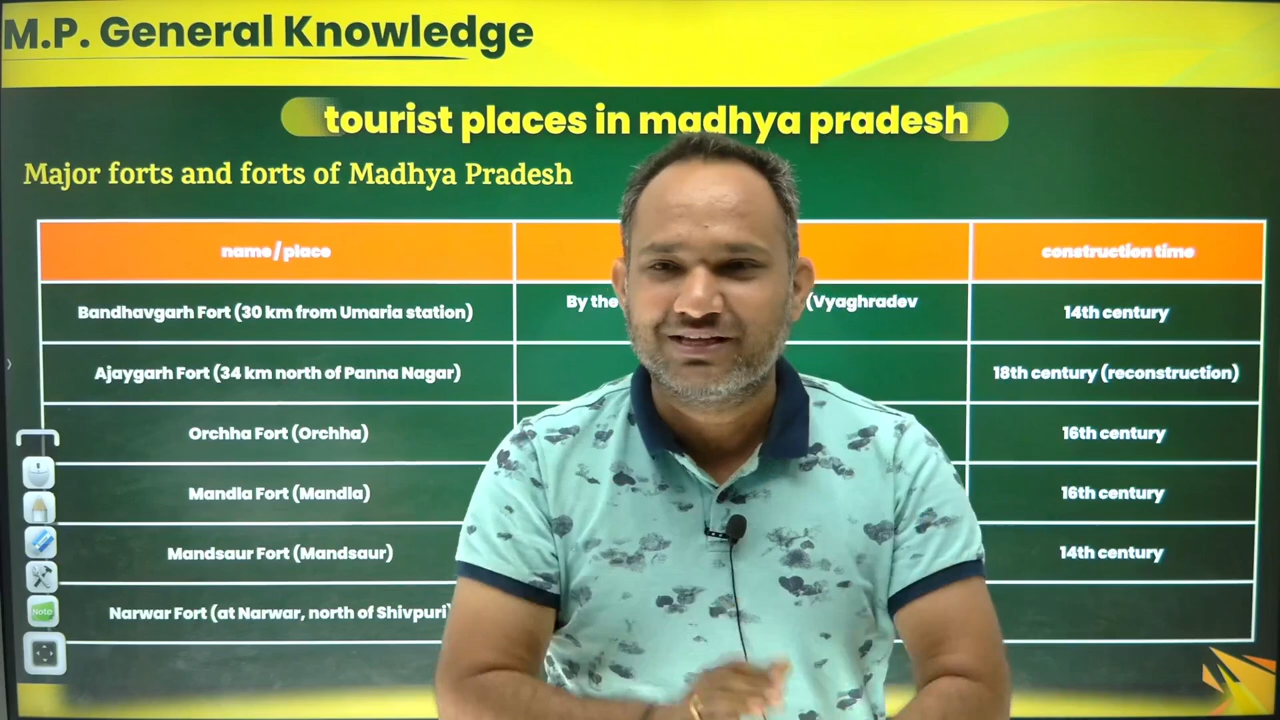 M.P. General Knowledge
tourist places in madhya pradesh
Major forts and forts of Madhya Pradesh
name/place construction time
Bandhavgarh Fort (30 km from Umaria station) By the (Vyaghradev 14th century
Ajaygarh Fort (34 km north of Panna Nagar) 18th century (reconstruction)
Orchha Fort (Orchha) 16th century
Mandla Fort (Mandla) 16th century
Mandsaur Fort (Mandsaur) 14th century
Narwar Fort (at Narwar, north of Shivpuri)
Note